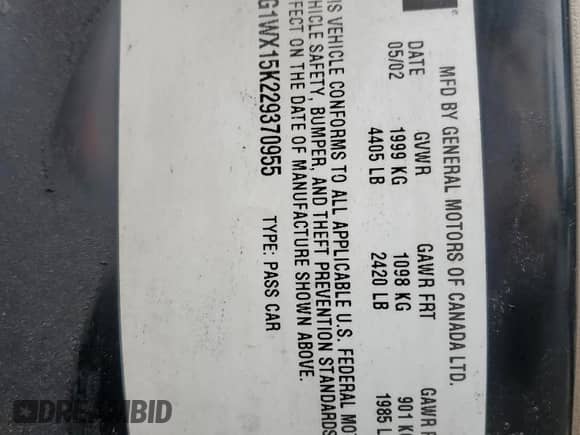 MFD BY GENERAL MOTORS OF CANADA LTD.
DATE GVWR GAWR FRT GAWR
05/02 1999 KG 1098 KG 901 KG
4405 LB 2420 LB 1985 L
IS VEHICLE CONFORMS TO ALL APPLICABLE U.S. FEDERAL MOT
HICLE SAFETY, BUMPER, AND THEFT PREVENTION STANDARDS
FECT ON THE DATE OF MANUFACTURE SHOWN ABOVE.
G1WX15K229370955 TYPE: PASS CAR
DREAMBID